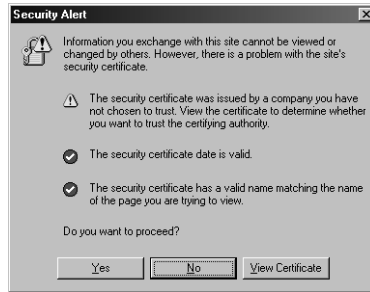 Security Alert
Information you exchange with this site cannot be viewed or
changed by others. However, there is a problem with the site's
security certificate.
The security certificate was issued by a company you have
not chosen to trust. View the certificate to determine whether
you want to trust the certifying authority.
The security certificate date is valid.
The security certificate has a valid name matching the name
of the page you are trying to view.
Do you want to proceed?
Yes No View Certificate